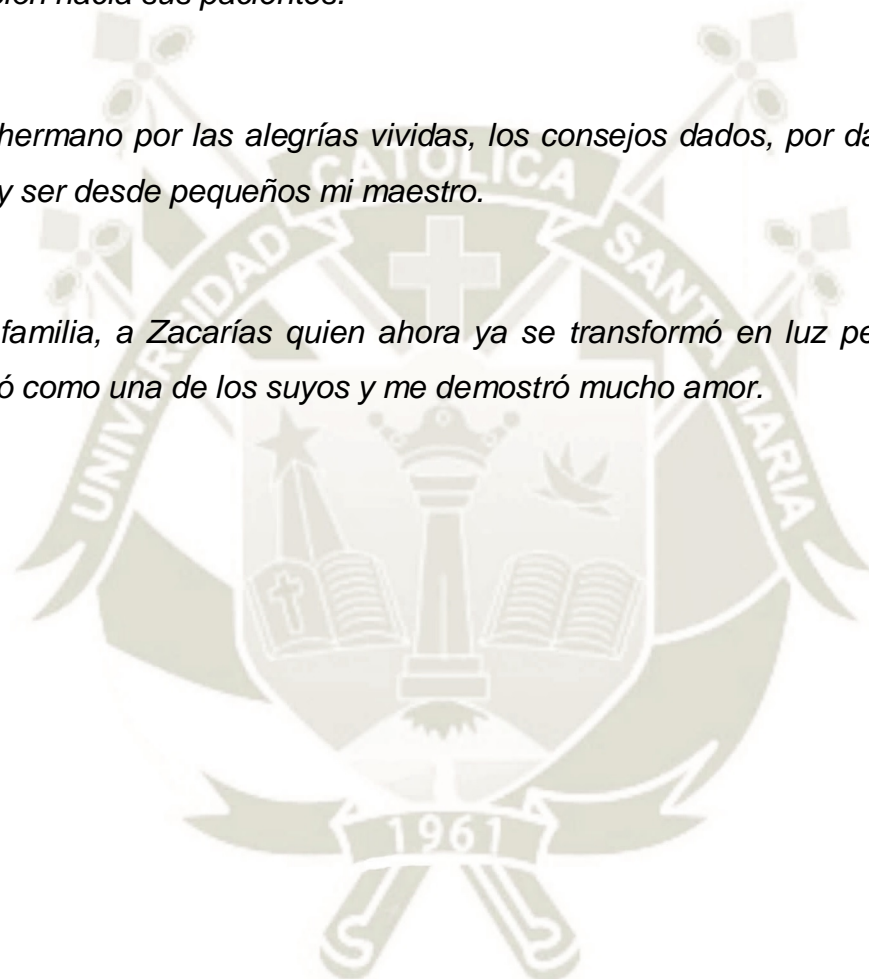 hacia sus pacientes.
hermano por las alegrías vividas, los consejos dados, por
y ser desde pequeños mi maestro.
familia, a Zacarías quien ahora ya se transformó en luz
como una de los suyos y me demostró mucho amor.
UNIVERSIDAD CATOLICA SANTA MARIA
1961